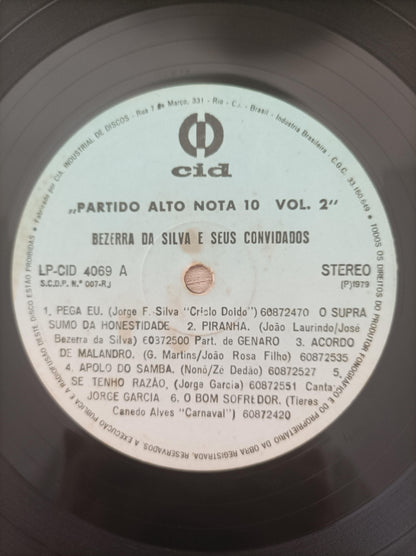 ● Fabricado por CIA. INDUSTRIAL DE DISCOS - Rua 7 de Março, 331 - Rio - Brasil - Indústria Brasileira - C.G.C. 33.160.649 ● TODOS OS DIREITOS DO PRODUTOR FONOGRÁFICO E DO PROPRIETÁRIO DA OBRA REGISTRADA, RESERVADOS. A EXECUÇÃO PÚBLICA E A RADIODIFUSÃO DESTE DISCO ESTÃO PROIBIDAS
cid
„PARTIDO ALTO NOTA 10 VOL. 2"
BEZERRA DA SILVA E SEUS CONVIDADOS
LP-CID 4069 A STEREO
S.C.D.P. N.º 007-RJ (P)1979
1. PEGA EU. (Jorge F. Silva "Criolo Doido) 60872470 O SUPRA
SUMO DA HONESTIDADE 2. PIRANHA. (João Laurindo/José
Bezerra da Silva) 60372500 Part. de GENARO 3. ACORDO
DE MALANDRO. (G. Martins/João Rosa Filho) 60872535
4. APOLO DO SAMBA. (Nonô/Zé Dedão) 60872527 5.
SE TENHO RAZÃO. (Jorge Garcia) 60872551 Canta:
JORGE GARCIA 6. O BOM SOFREDOR. (Tieres
Canedo Alves "Carnaval") 60872420